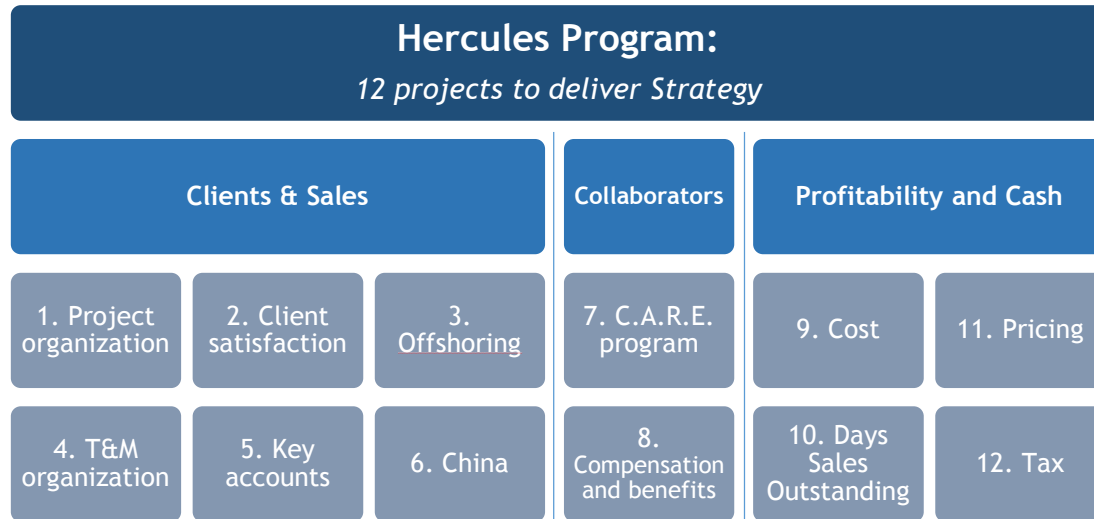 Hercules Program:
12 projects to deliver Strategy
Clients & Sales
Collaborators
Profitability and Cash
1. Project
organization
2. Client
satisfaction
3.
Offshoring
7. C.A.R.E.
program
9. Cost
11. Pricing
4. T&M
organization
5. Key
accounts
6. China
8.
Compensation
and benefits
10. Days
Sales
Outstanding
12. Tax